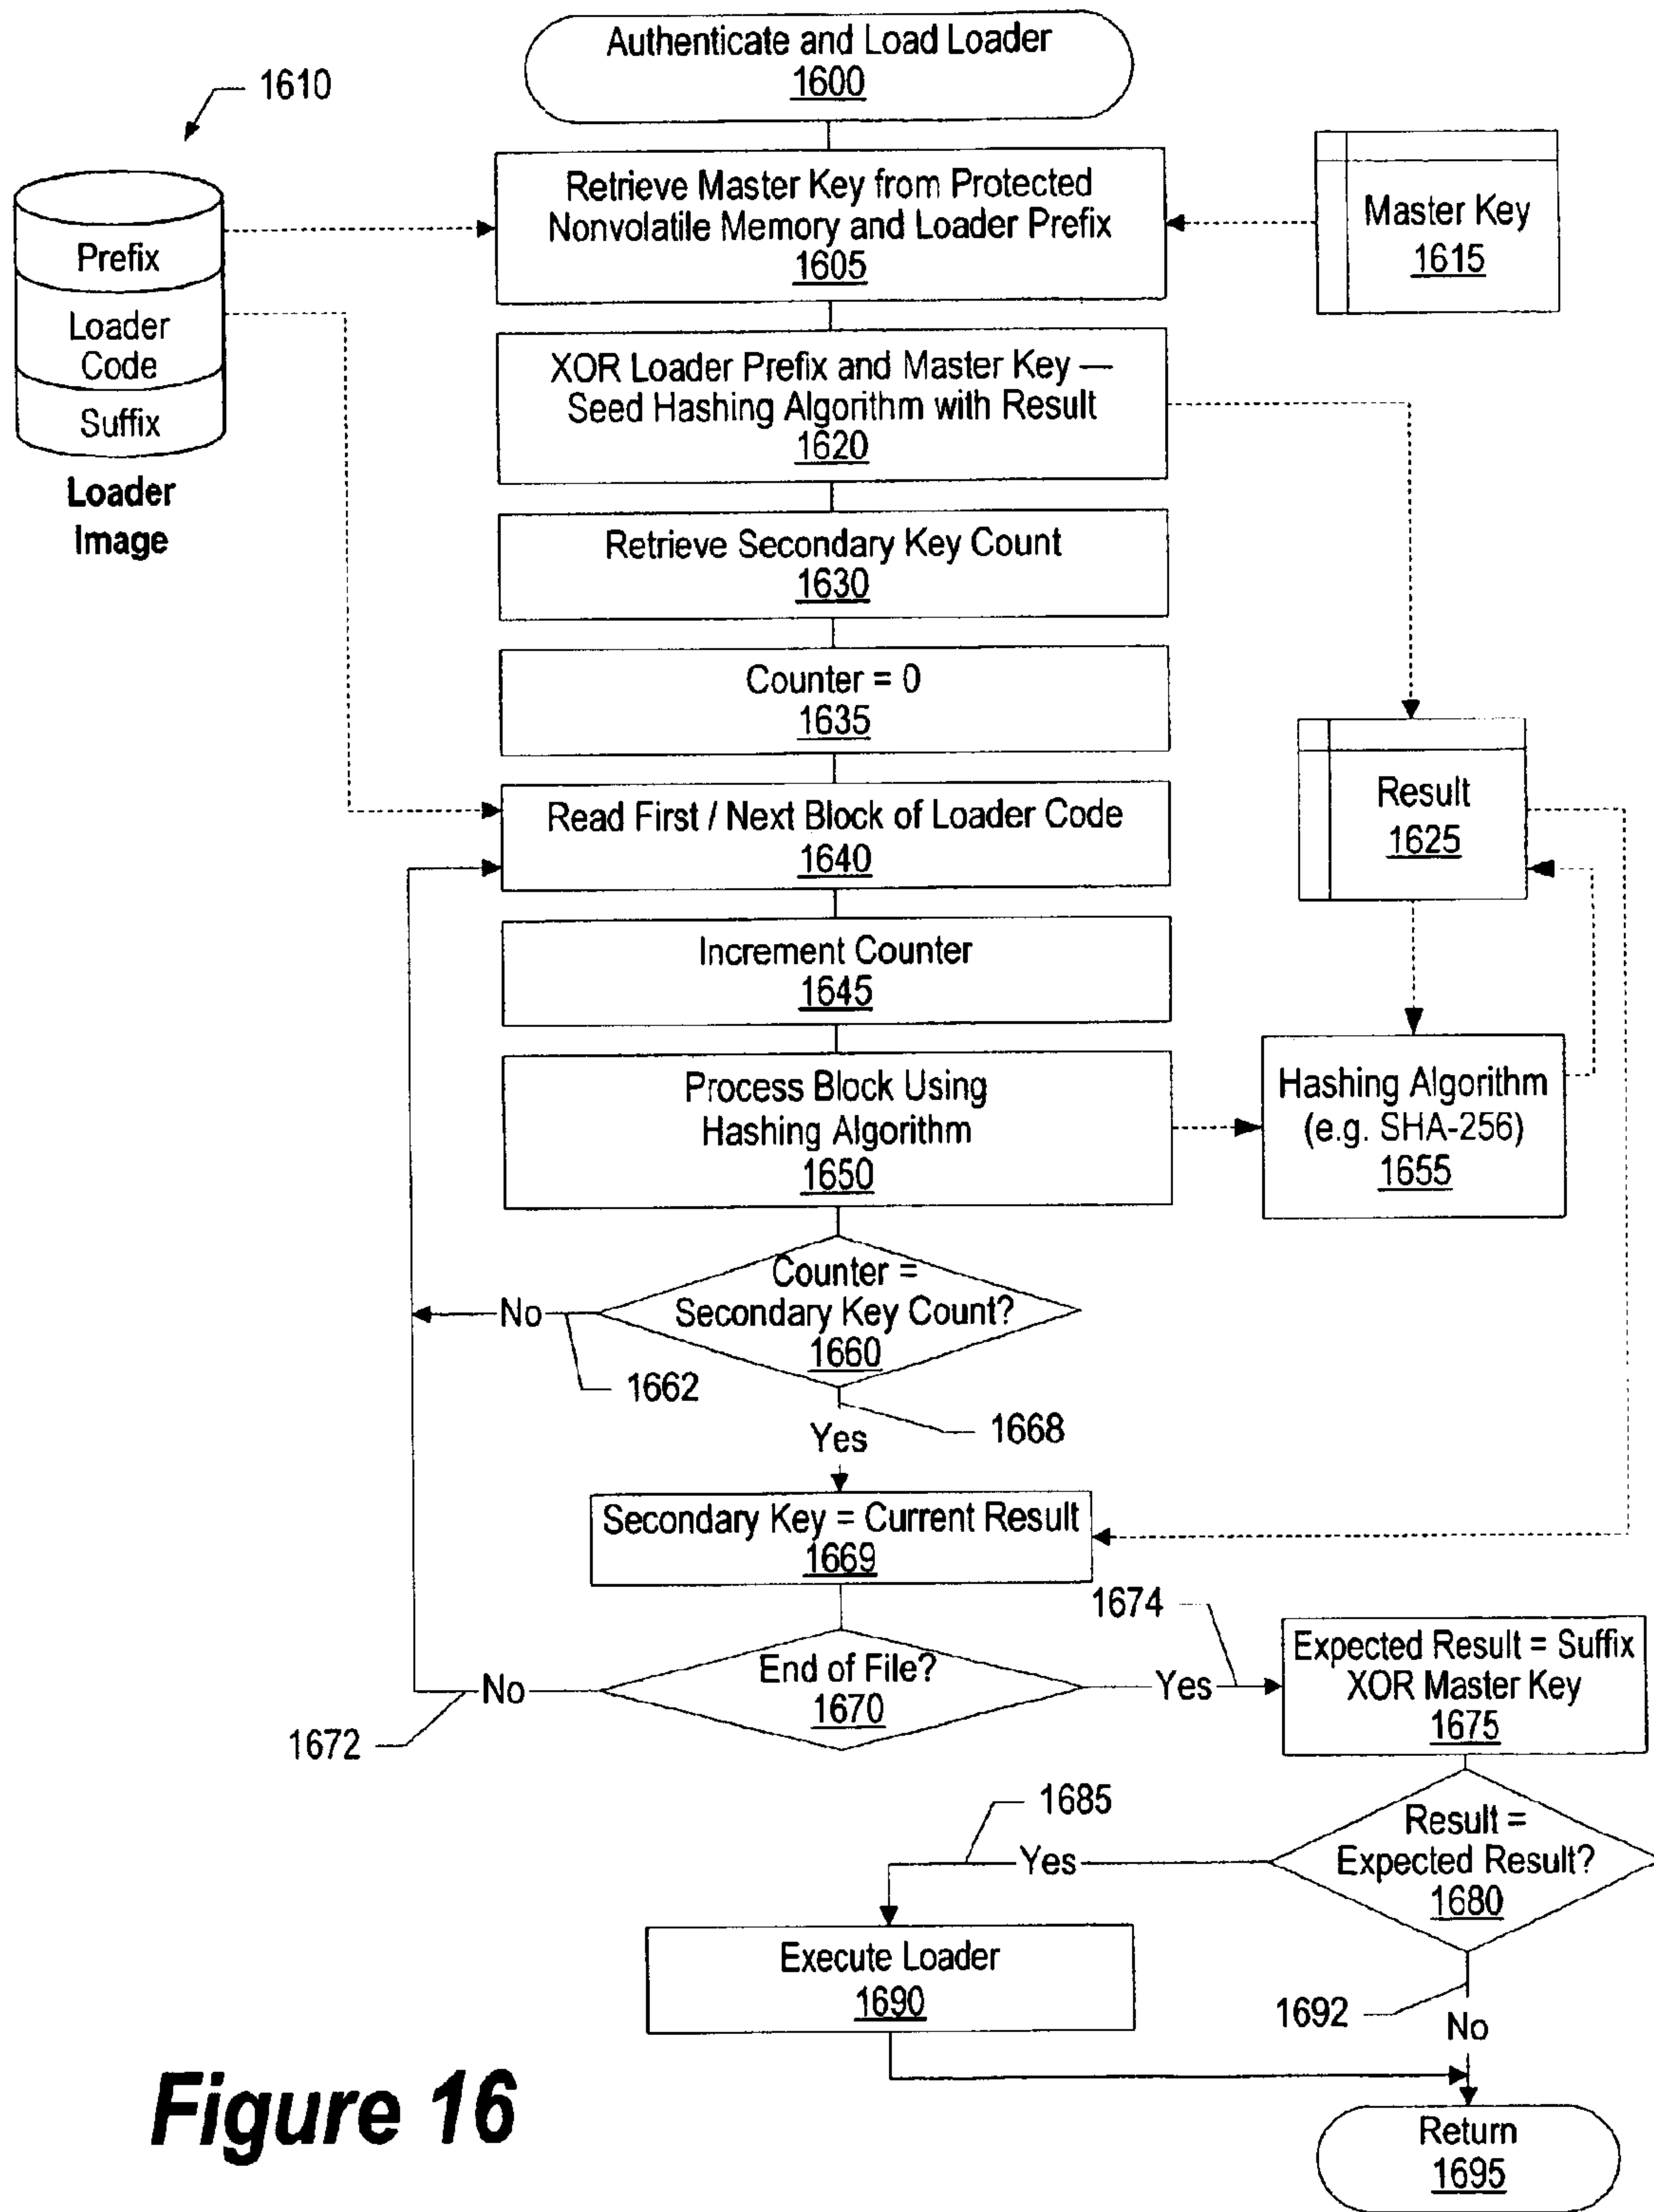 Authenticate and Load Loader
1600
1610
Prefix
Loader
Code
Suffix
Loader
Image
Retrieve Master Key from Protected
Nonvolatile Memory and Loader Prefix
1605
Master Key
1615
XOR Loader Prefix and Master Key —
Seed Hashing Algorithm with Result
1620
Retrieve Secondary Key Count
1630
Counter = 0
1635
Result
1625
Read First / Next Block of Loader Code
1640
Increment Counter
1645
Process Block Using
Hashing Algorithm
1650
Hashing Algorithm
(e.g. SHA-256)
1655
Counter =
Secondary Key Count?
1660
No
1662
1668
Yes
Secondary Key = Current Result
1669
1674
End of File?
1670
No
1672
Yes
Expected Result = Suffix
XOR Master Key
1675
Result =
Expected Result?
1680
1685
Yes
Execute Loader
1690
1692
No
Return
1695
Figure 16